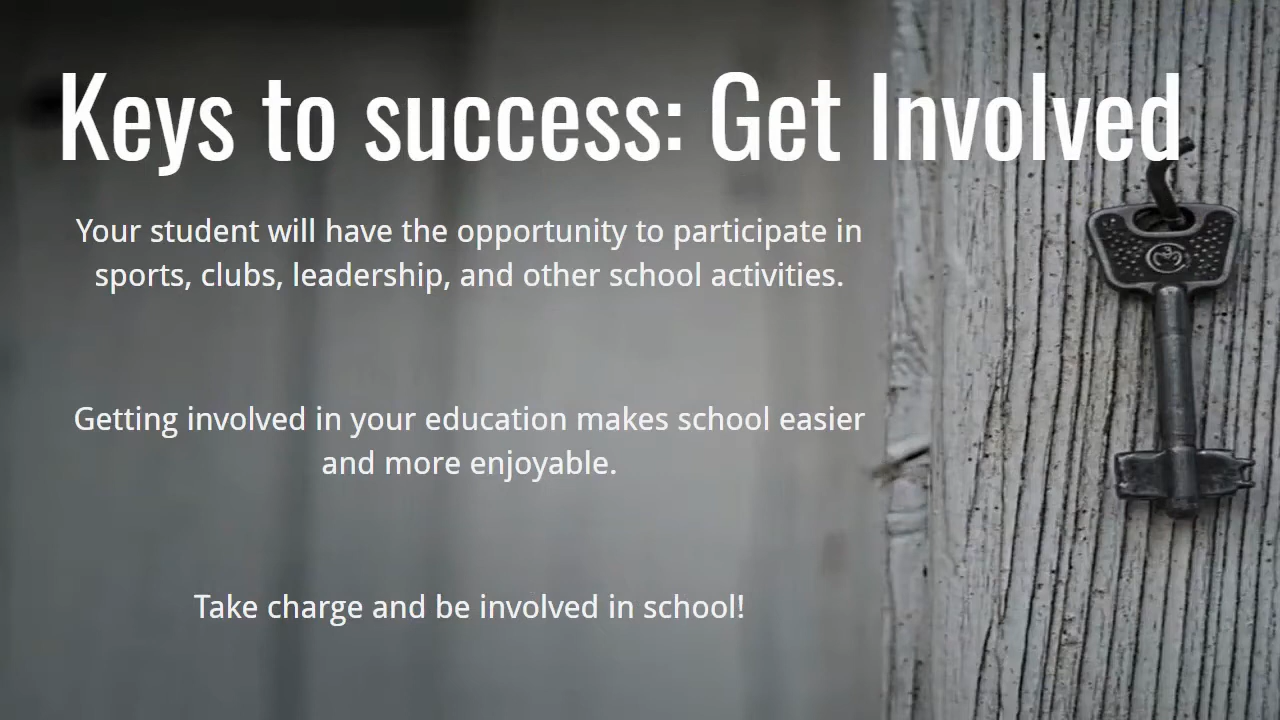 Keys to success: Get Involved
Your student will have the opportunity to participate in
sports, clubs, leadership, and other school activities.
Getting involved in your education makes school easier
and more enjoyable.
Take charge and be involved in school!